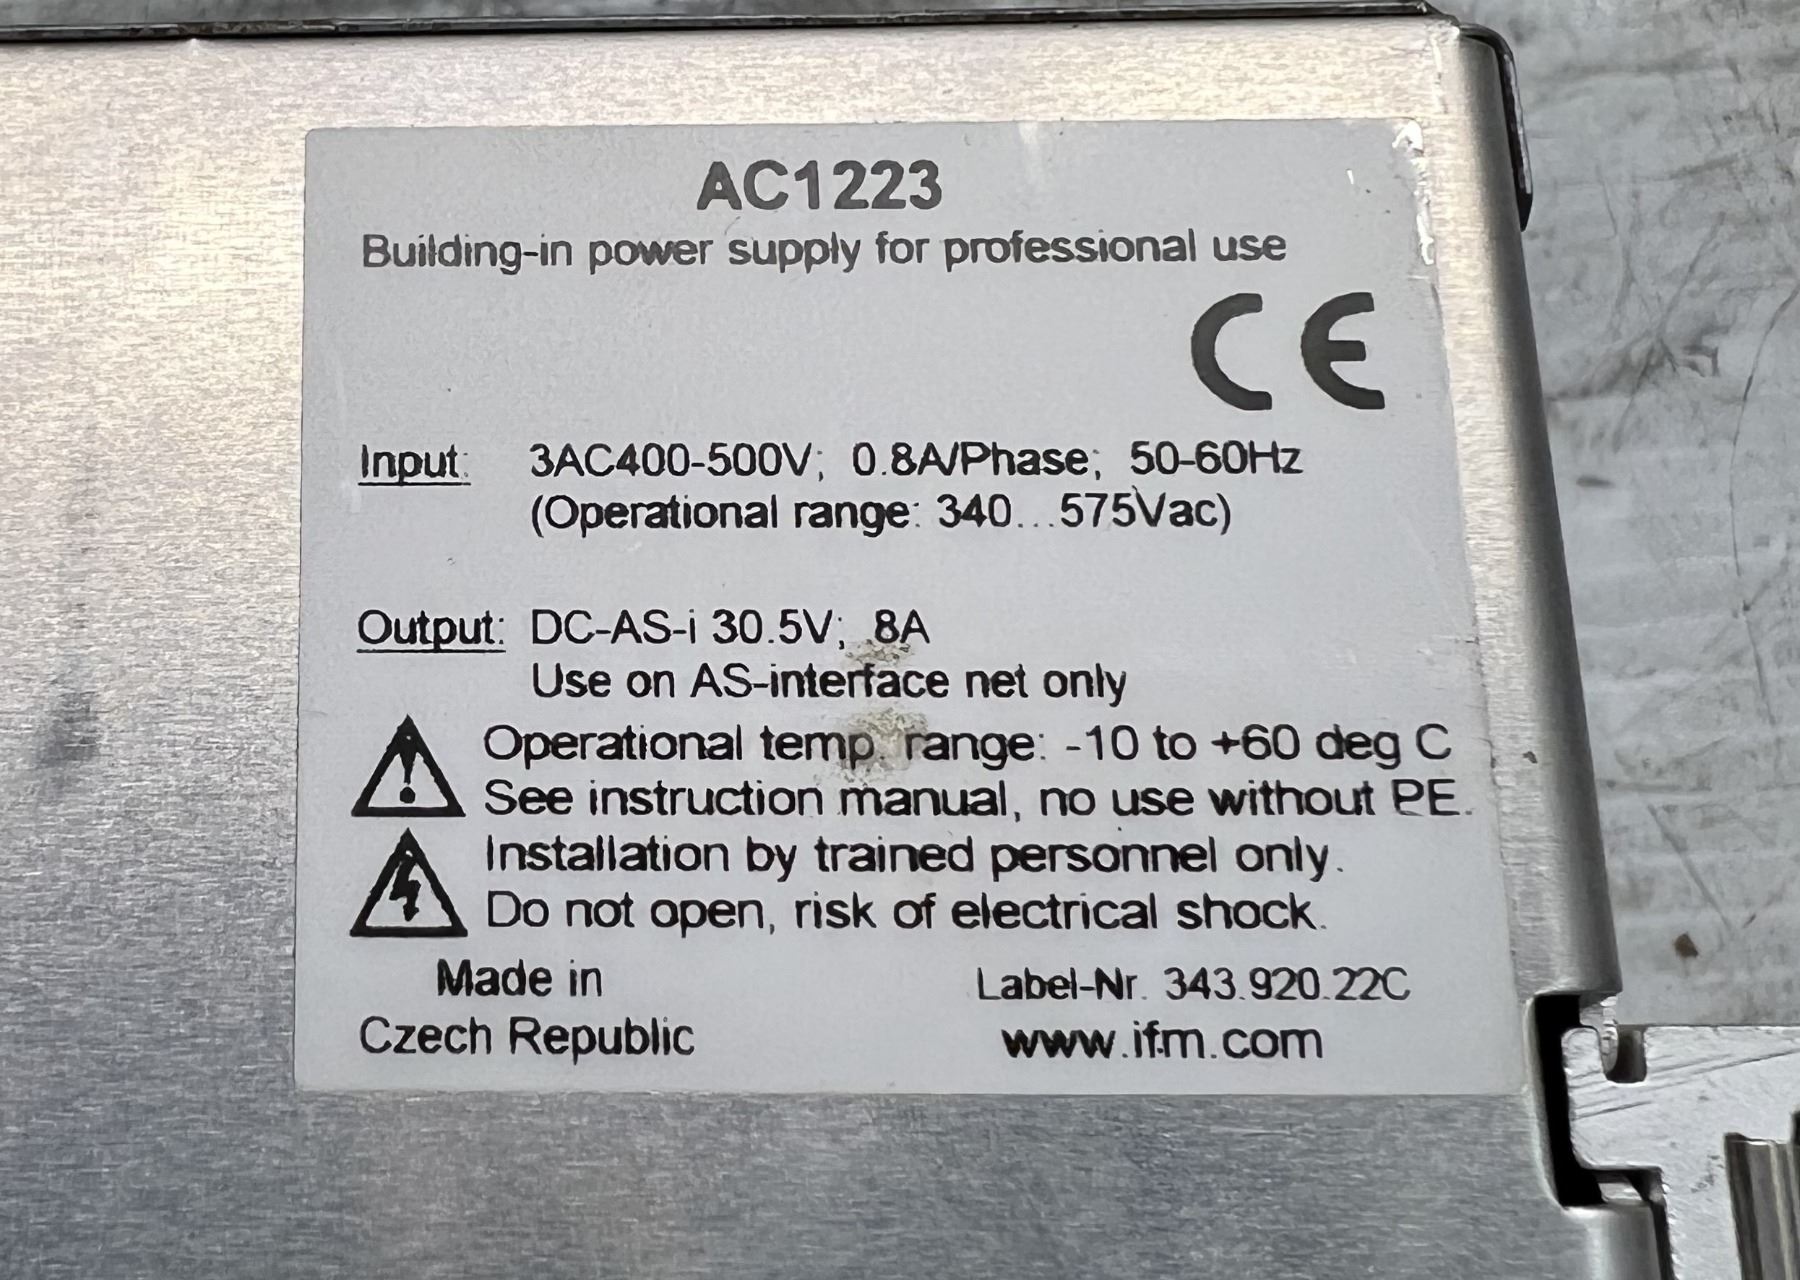 AC1223
Building-in power supply for professional use
CE
Input: 3AC400-500V; 0.8A/Phase; 50-60Hz
(Operational range: 340...575Vac)
Output: DC-AS-i 30.5V; 8A
Use on AS-interface net only
Operational temp. range: -10 to +60 deg C
See instruction manual, no use without PE.
Installation by trained personnel only.
Do not open, risk of electrical shock.
Made in
Czech Republic
Label-Nr. 343.920.22C
www.ifm.com